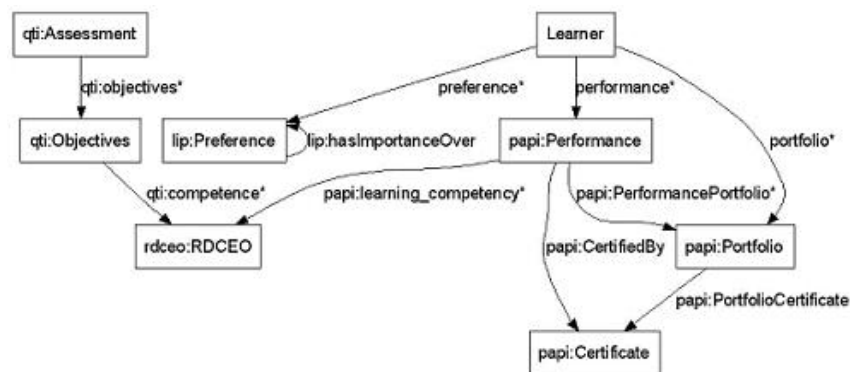 qti:Assessment
Learner
qti:objectives*
preference*
performance*
qti:Objectives
lip:Preference
lip:hasImportanceOver
papi:Performance
portfolio*
qti:competence*
papi:learning_competency*
papi:PerformancePortfolio*
rdceo:RDCEO
papi:CertifiedBy
papi:Portfolio
papi:PortfolioCertificate
papi:Certificate